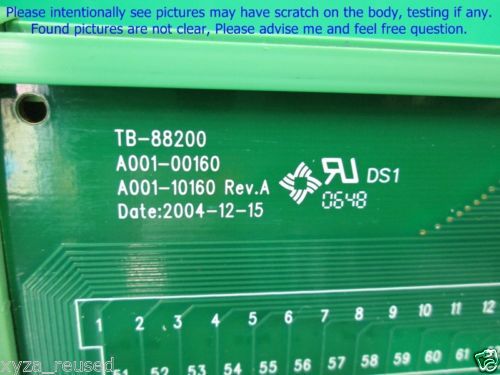 Please intentionally see pictures may have scratch on the body, testing if any.
Found pictures are not clear, Please advise me and feel free question.
TB-88200
A001-00160
A001-10160 Rev.A
Date:2004-12-15
DS1
0648
1 2 3 4 5 6 7 8 9 10 11 12
51 52 53 54 55 56 57 58 59 60 61
xyza_reused